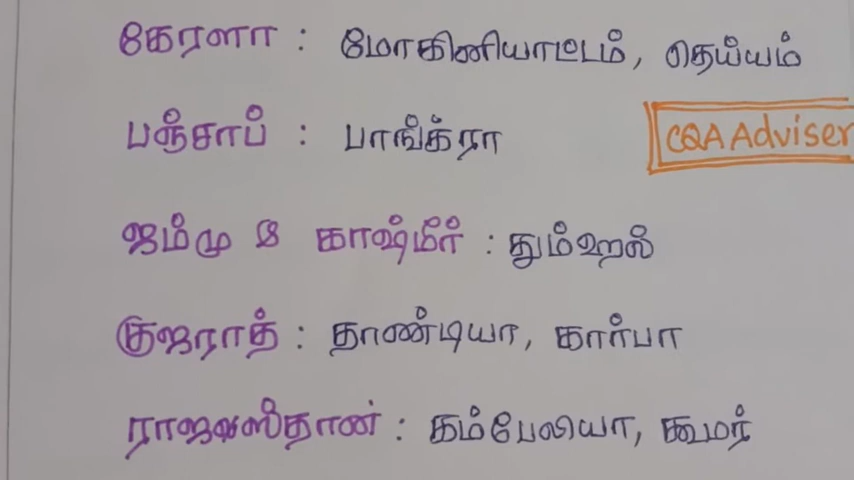 கேரளா : மோகினியாட்டம், தெய்யம்
பஞ்சாப் : பாங்க்ரா
CQA Adviser
ஜம்மு & காஷ்மீர் : தும்ஹல்
குஜராத் : தாண்டியா, கார்பா
ராஜஸ்தான் : கம்பேலியா, கூமர்